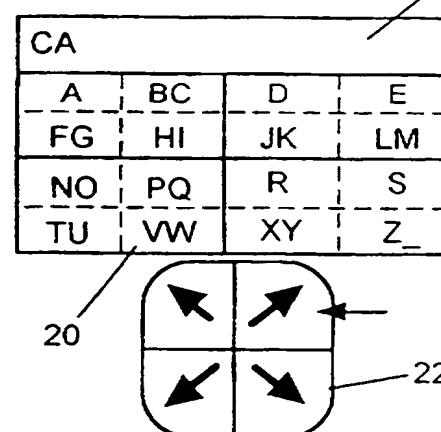 CA
A BC D E
FG HI JK LM
NO PQ R S
TU VW XY Z_
20
22